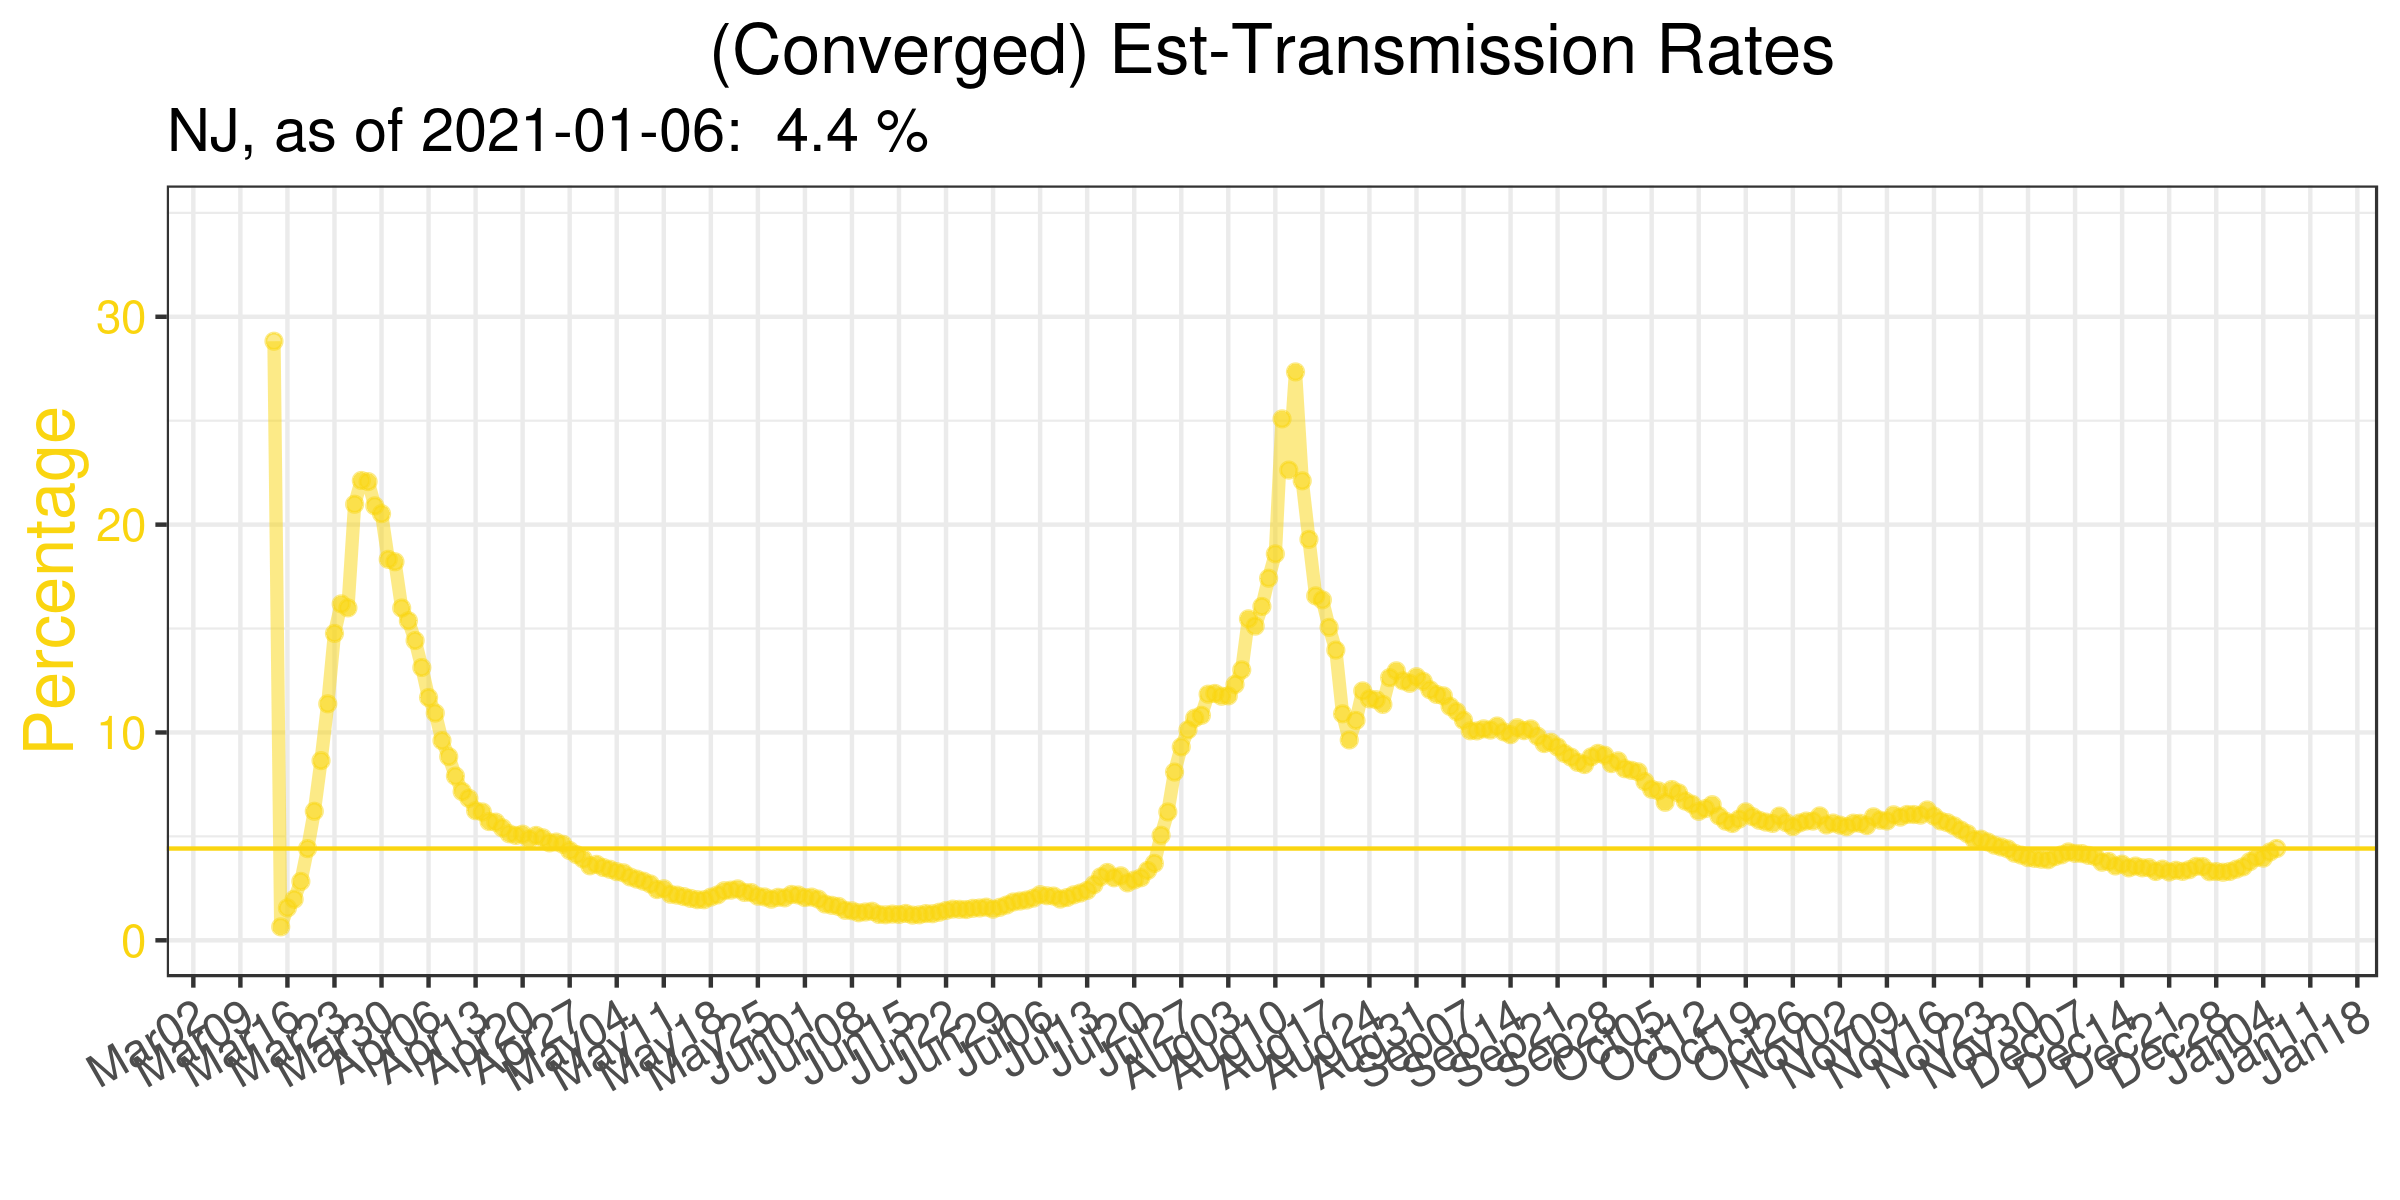 (Converged) Est-Transmission Rates
NJ, as of 2021-01-06:  4.4 %
Percentage
30
20
10
0
Mar02
Mar09
Mar16
Mar23
Mar30
Apr06
Apr13
Apr20
Apr27
May04
May11
May18
May25
Jun01
Jun08
Jun15
Jun22
Jun29
Jul06
Jul13
Jul20
Jul27
Aug03
Aug10
Aug17
Aug24
Aug31
Sep07
Sep14
Sep21
Sep28
Oct05
Oct12
Oct19
Oct26
Nov02
Nov09
Nov16
Nov23
Nov30
Dec07
Dec14
Dec21
Dec28
Jan04
Jan11
Jan18